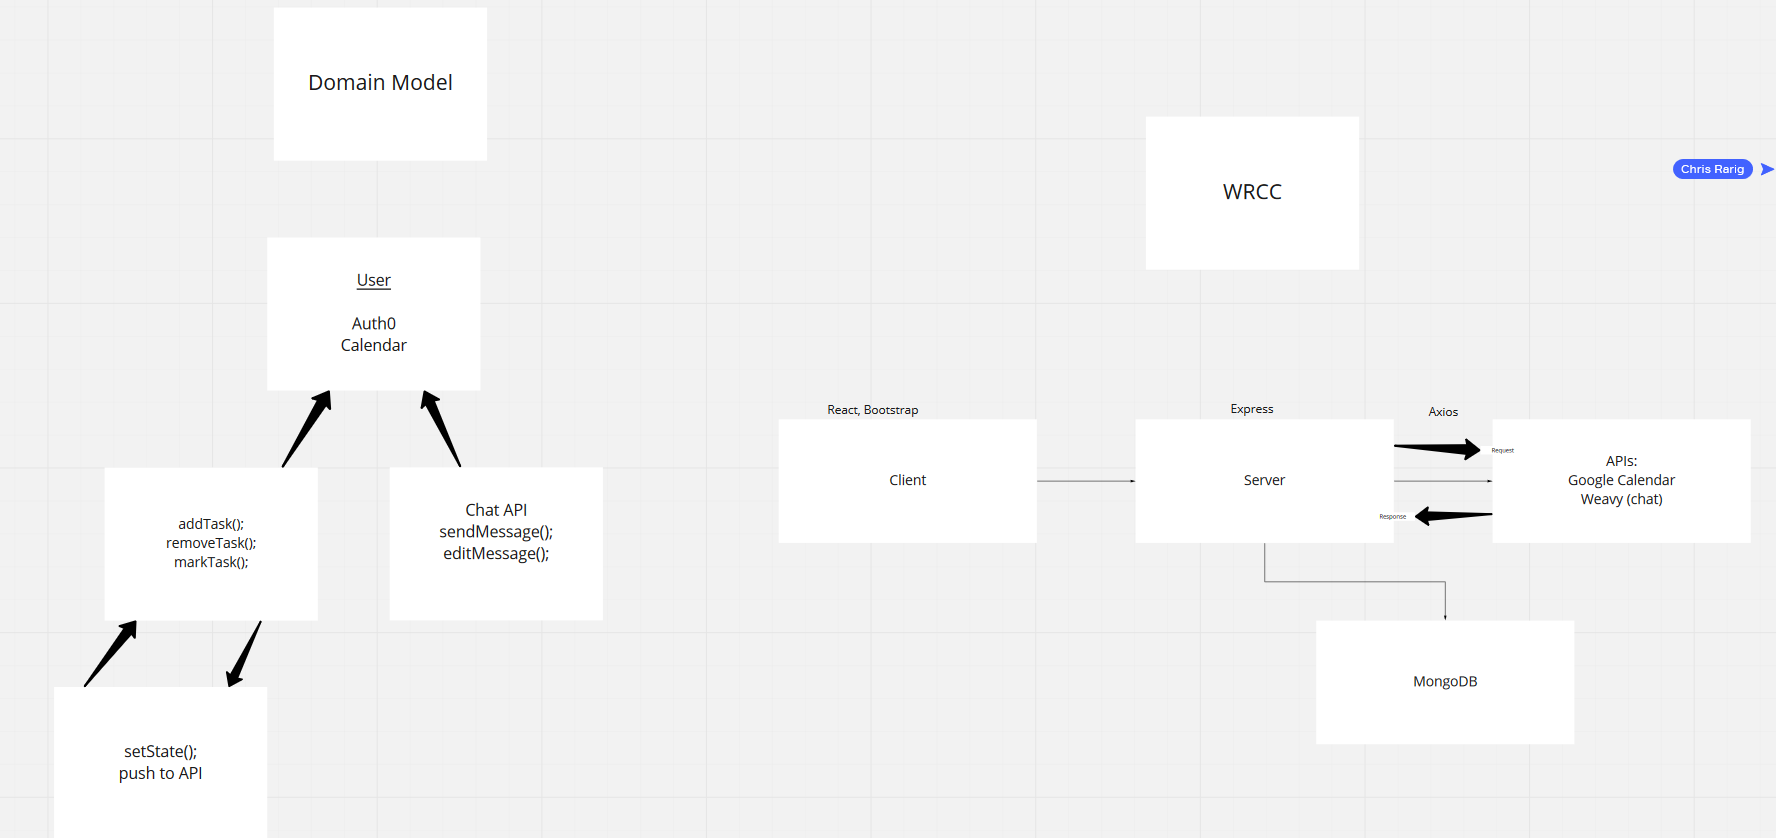 Domain Model
User
Auth0
Calendar
addTask();
removeTask();
markTask();
Chat API
sendMessage();
editMessage();
setState();
push to API
WRCC
Chris Rarig
React, Bootstrap
Client
Express
Server
Axios
Request
Response
APIs:
Google Calendar
Weavy (chat)
MongoDB